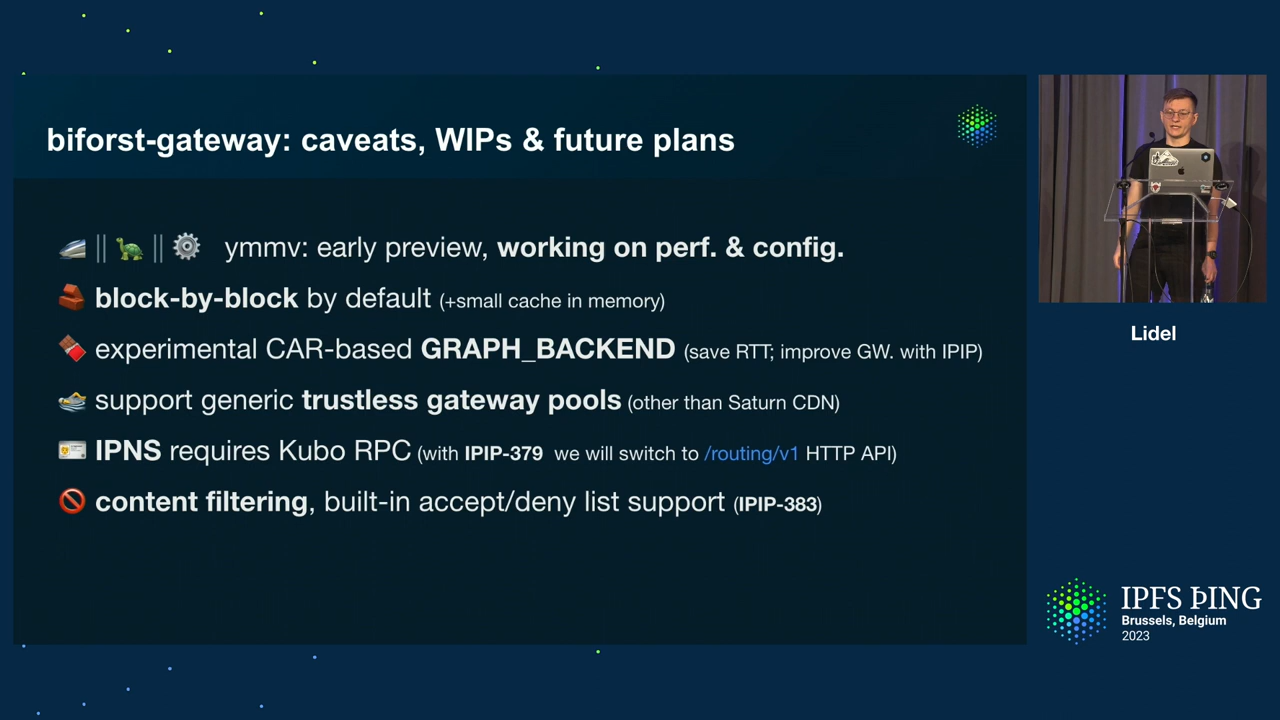 biforst-gateway: caveats, WIPs & future plans
ymmv: early preview, working on perf. & config.
block-by-block by default (+small cache in memory)
experimental CAR-based GRAPH_BACKEND (save RTT; improve GW. with IPIP)
support generic trustless gateway pools (other than Saturn CDN)
IPNS requires Kubo RPC (with IPIP-379 we will switch to /routing/v1 HTTP API)
content filtering, built-in accept/deny list support (IPIP-383)
Lidel
IPFS ÞING
Brussels, Belgium
2023